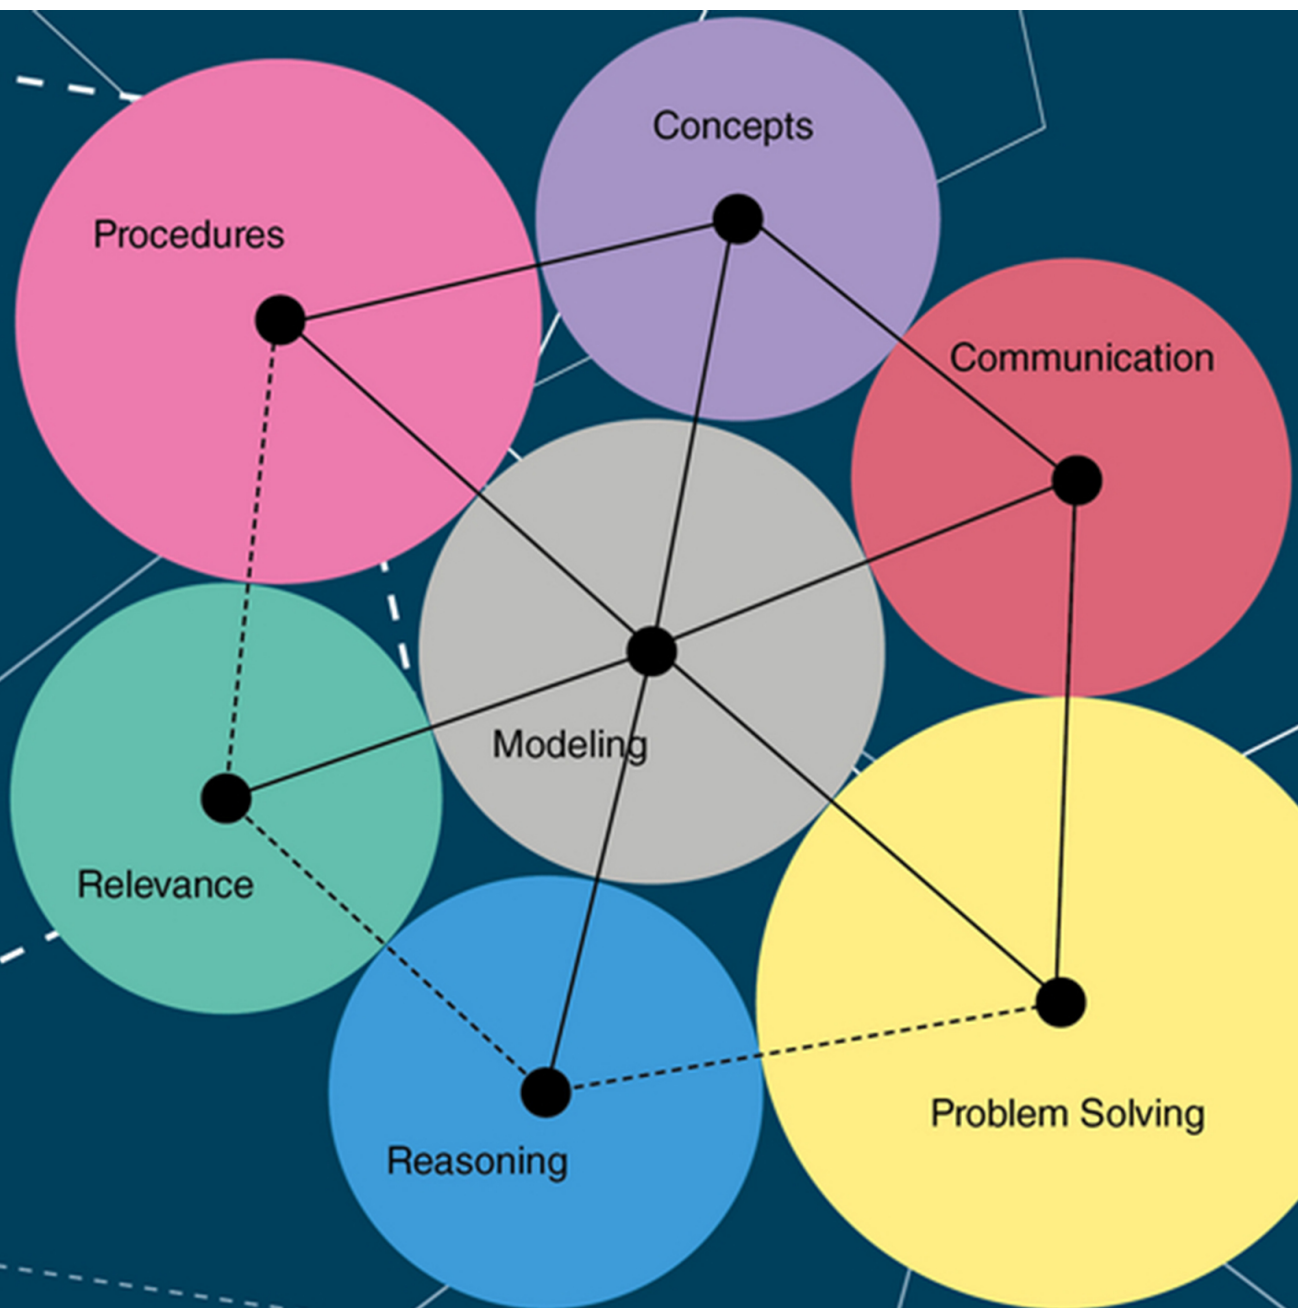 Concepts
Procedures
Communication
Modeling
Relevance
Problem Solving
Reasoning